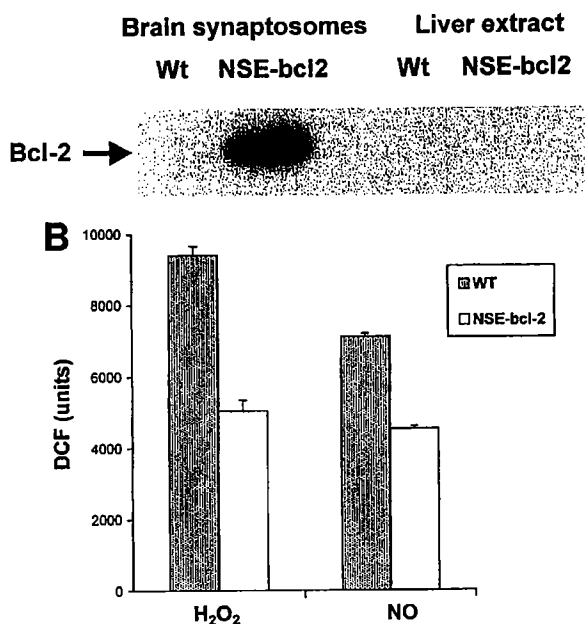 Brain synaptosomes Liver extract
Wt NSE-bcl2 Wt NSE-bcl2
Bcl-2
B
10000
8000
6000
4000
2000
0
DCF (units)
WT
NSE-bcl-2
H₂O₂ NO